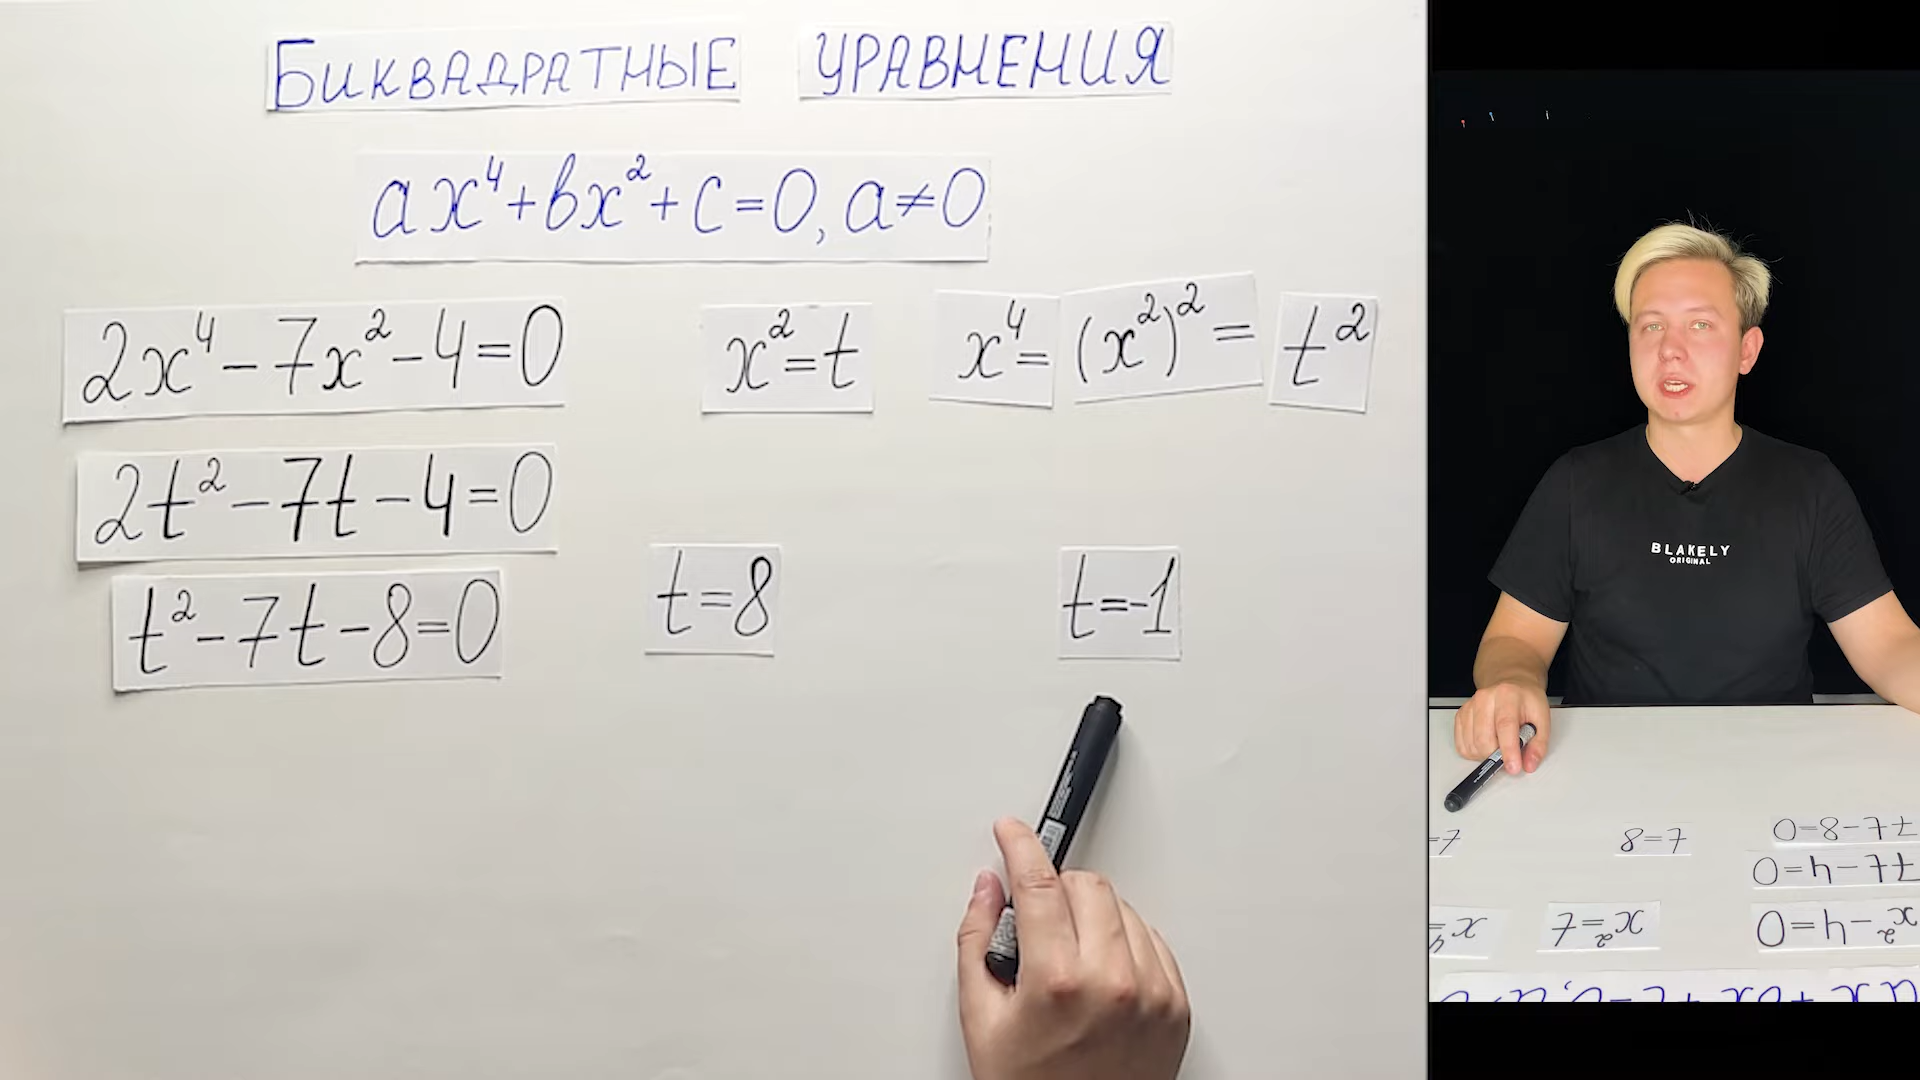 БИКВАДРАТНЫЕ УРАВНЕНИЯ
ax⁴+bx²+c=0, a≠0
2x⁴-7x²-4=0 x²=t x⁴=(x²)²=t²
2t²-7t-4=0
t²-7t-8=0 t=8 t=-1
BLAKELY
ORIGINAL